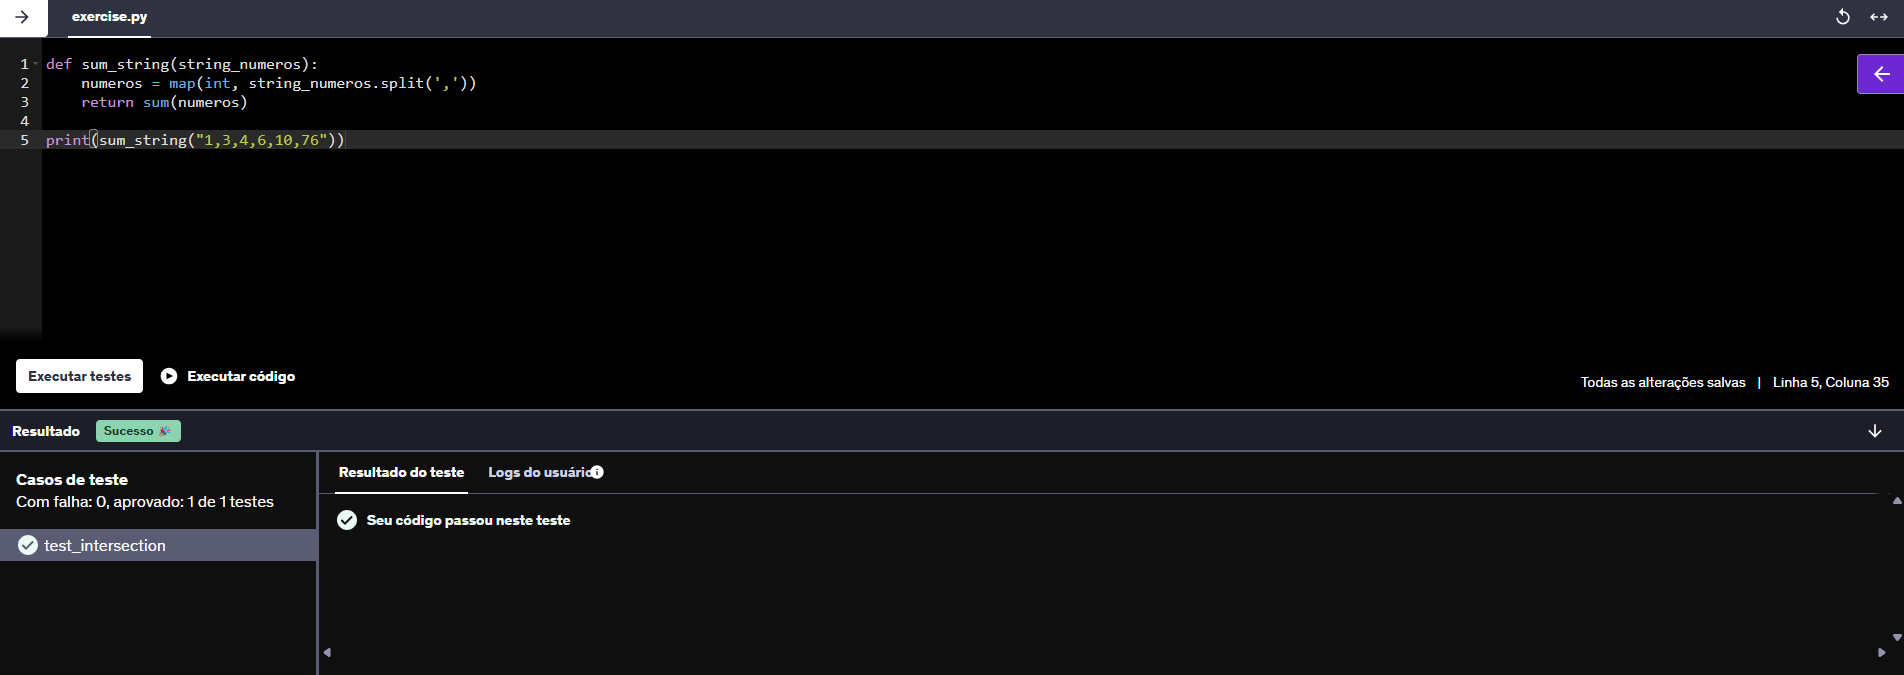 exercise.py
1 def sum_string(string_numeros):
2     numeros = map(int, string_numeros.split(','))
3     return sum(numeros)
4
5 print(sum_string("1,3,4,6,10,76"))
Executar testes Executar código
Todas as alterações salvas | Linha 5, Coluna 35
Resultado Sucesso 🎉
Casos de teste
Com falha: 0, aprovado: 1 de 1 testes
test_intersection
Resultado do teste Logs do usuário
Seu código passou neste teste